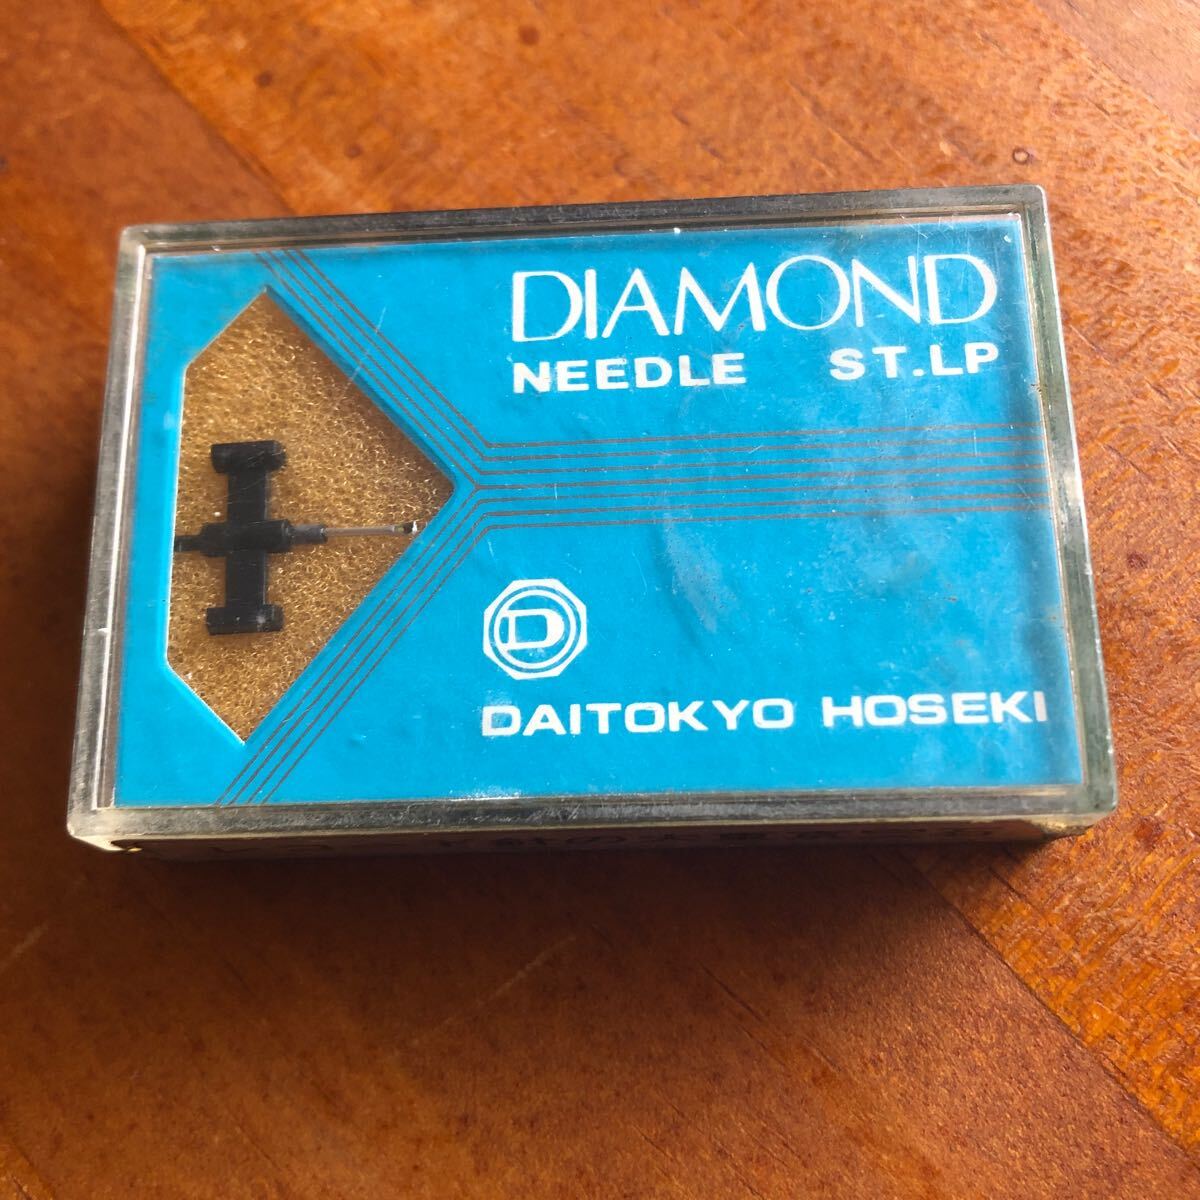 DIAMOND
NEEDLE ST.LP
D
DAITOKYO HOSEKI